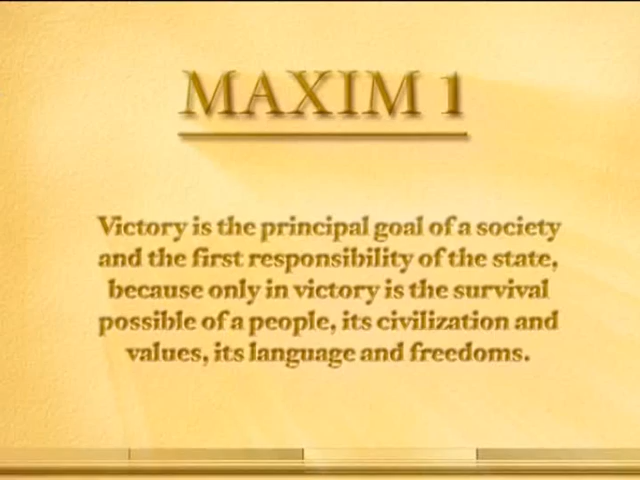 MAXIM 1
Victory is the principal goal of a society
and the first responsibility of the state,
because only in victory is the survival
possible of a people, its civilization and
values, its language and freedoms.